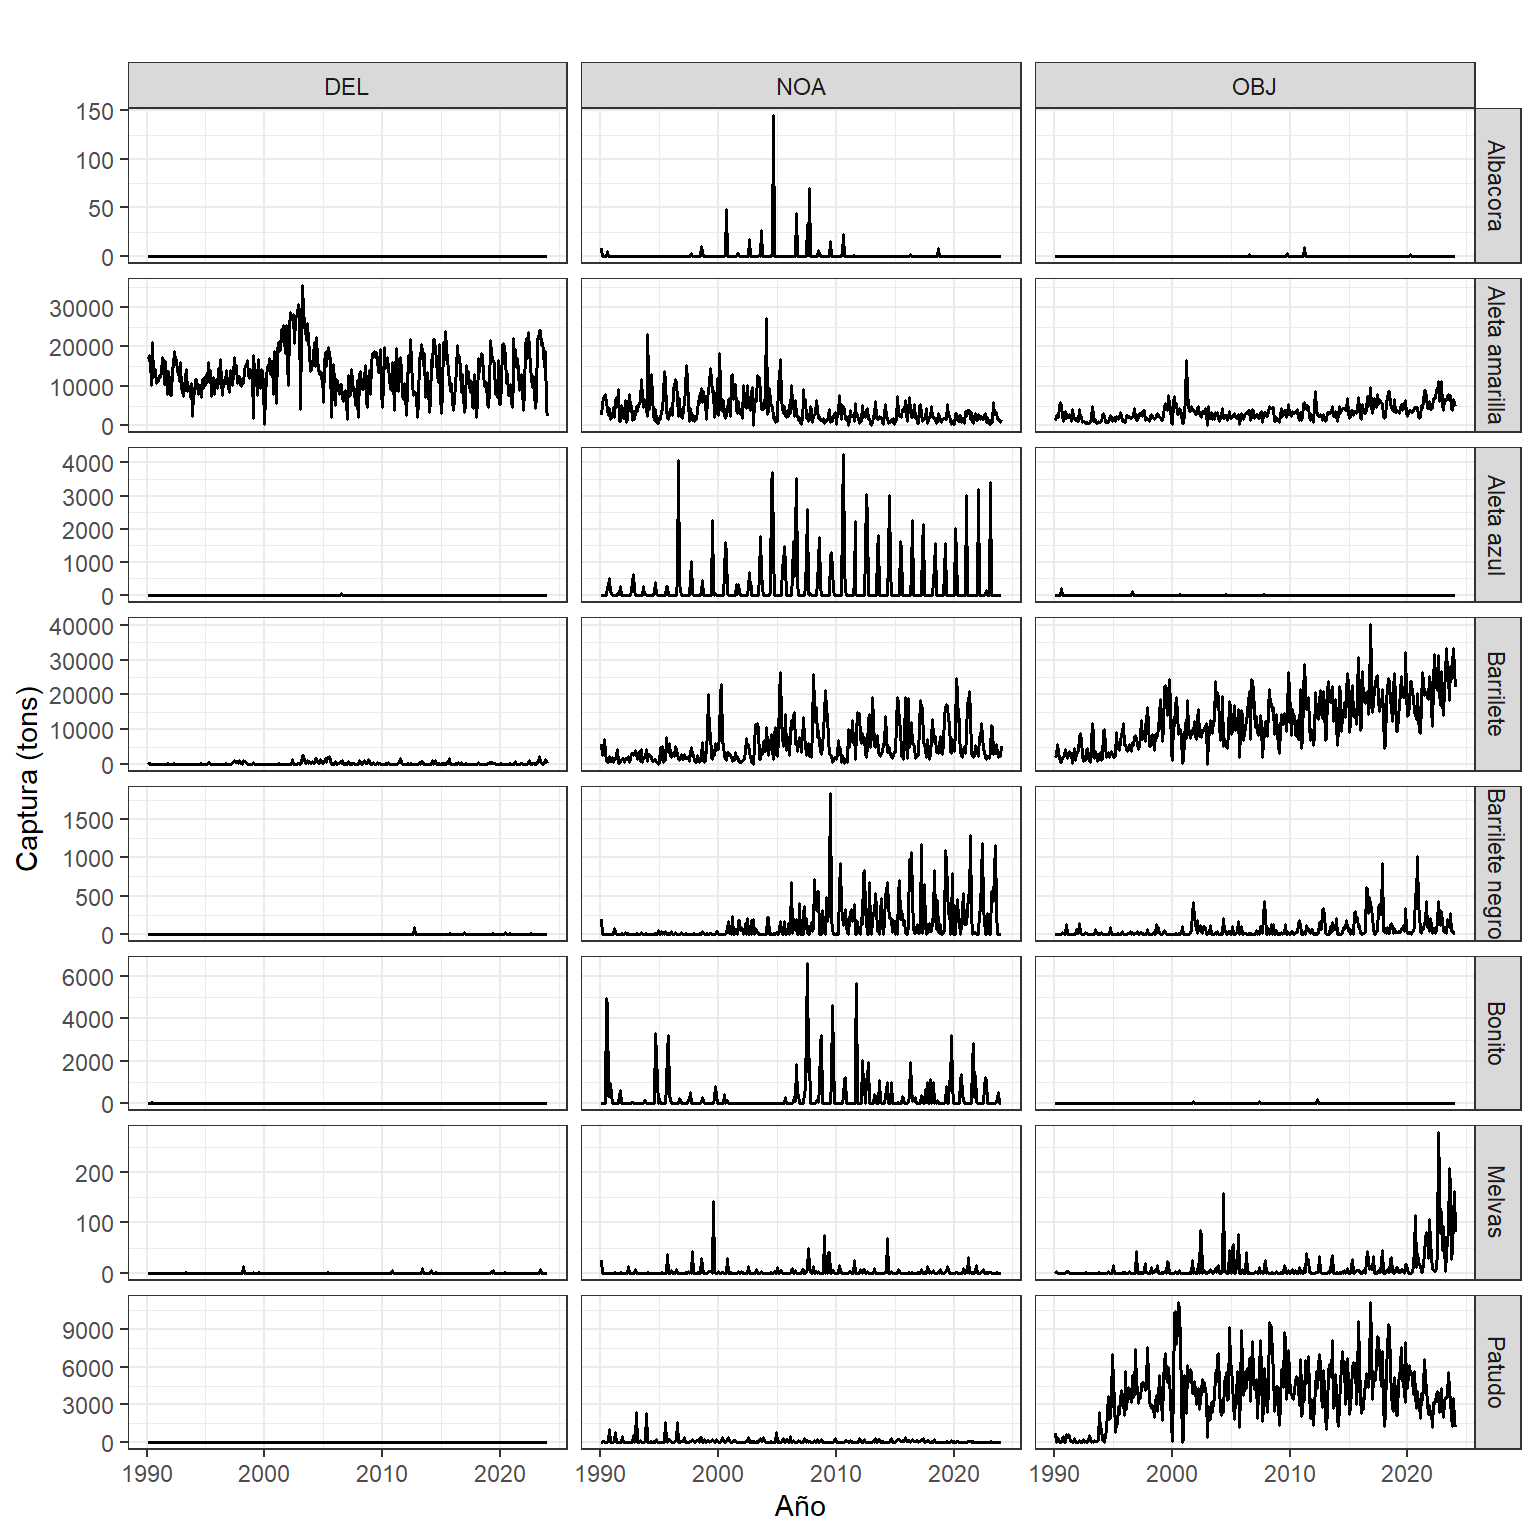 DEL NOA OBJ
150
100
50
0
Albacora
30000
20000
10000
0
Aleta amarilla
4000
3000
2000
1000
0
Aleta azul
40000
30000
20000
10000
0
Barrilete
1500
1000
500
0
Barrilete negro
6000
4000
2000
0
Bonito
200
100
0
Melvas
9000
6000
3000
0
Patudo
Captura (tons)
1990 2000 2010 2020 1990 2000 2010 2020 1990 2000 2010 2020
Año